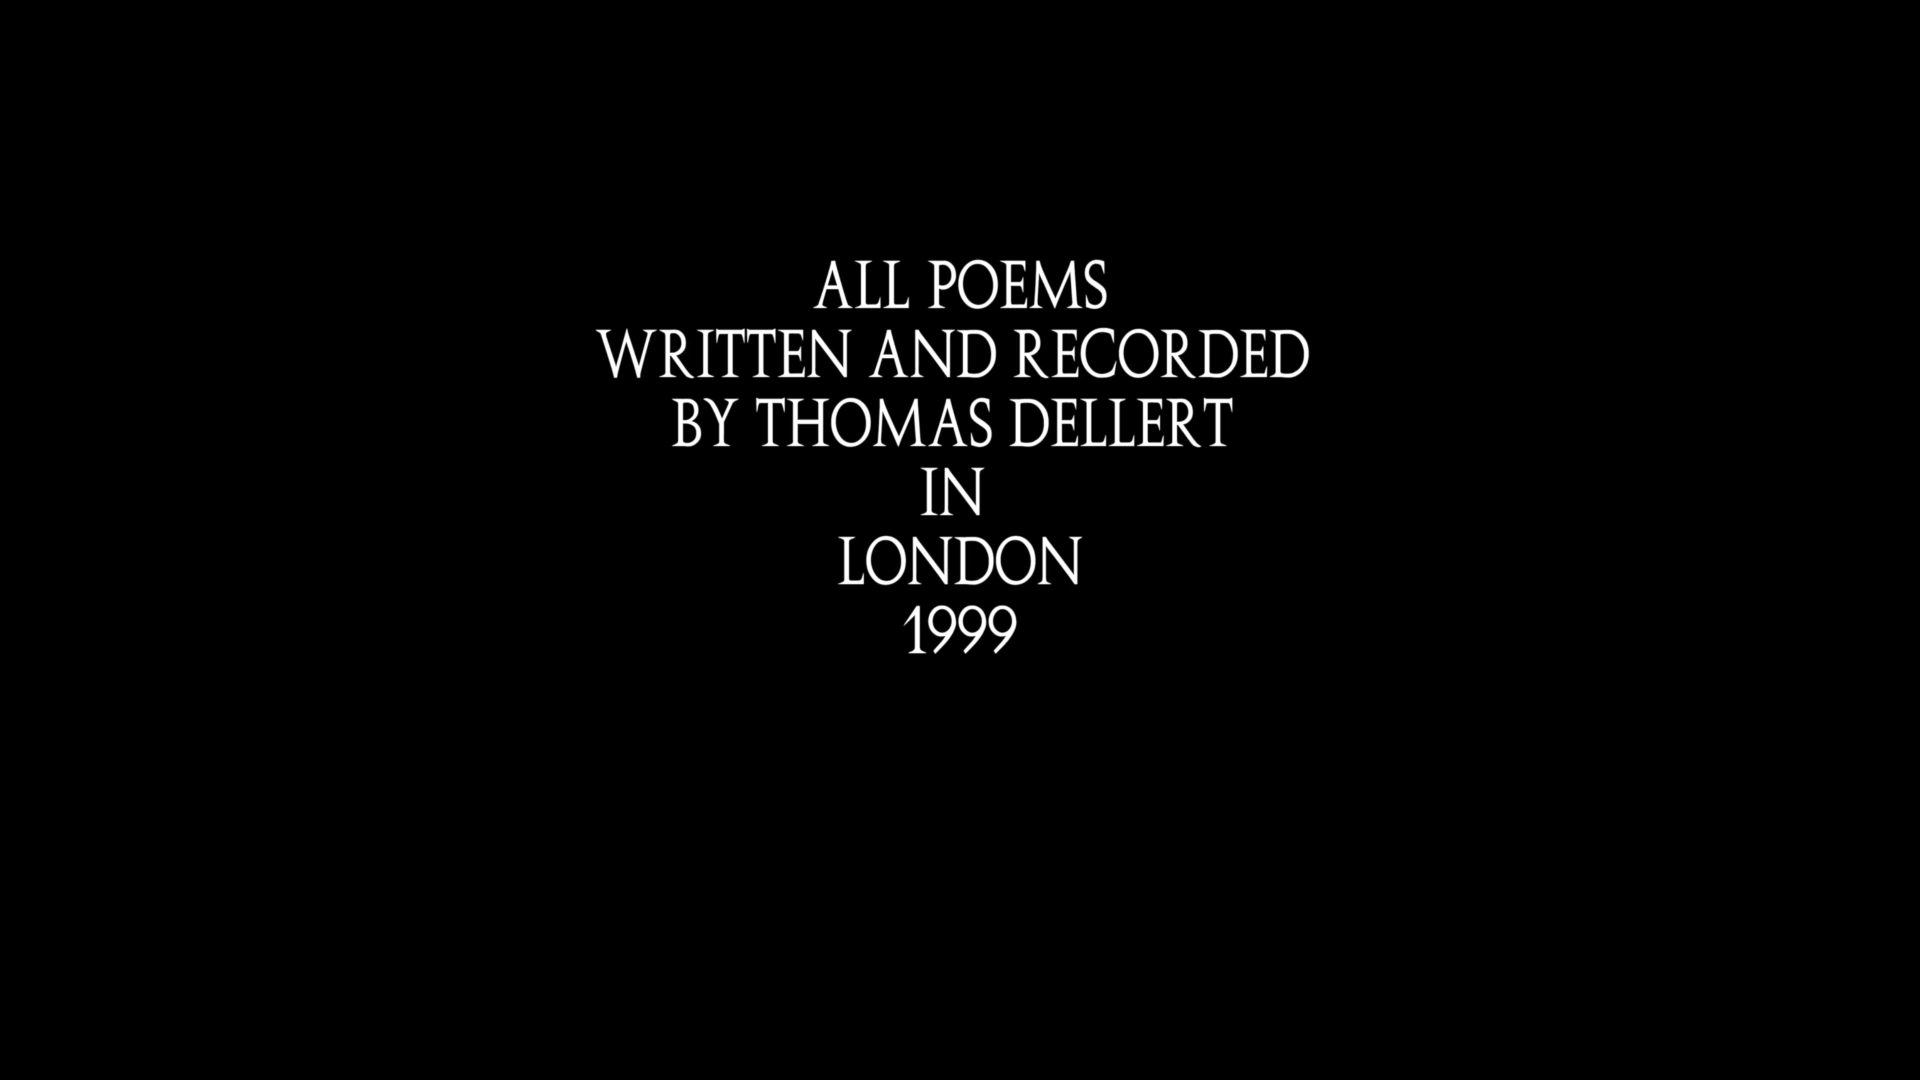 ALL POEMS
WRITTEN AND RECORDED
BY THOMAS DELLERT
IN
LONDON
1999